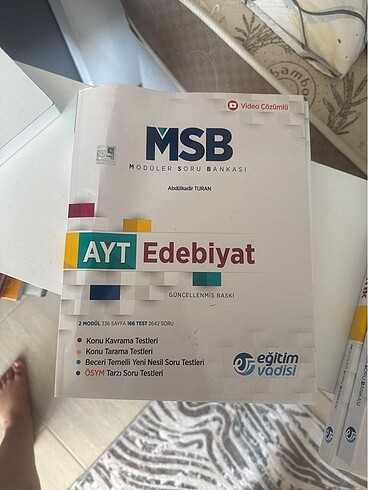 Video Çözümlü
MSB
MODÜLER SORU BANKASI
Abdülkadir TURAN
AYT Edebiyat
GÜNCELLENMİŞ BASKI
2 MODÜL 336 SAYFA 166 TEST 2642 SORU
Konu Kavrama Testleri
Konu Tarama Testleri
Beceri Temelli Yeni Nesil Soru Testleri
ÖSYM Tarzı Soru Testleri
eğitim
vadisi